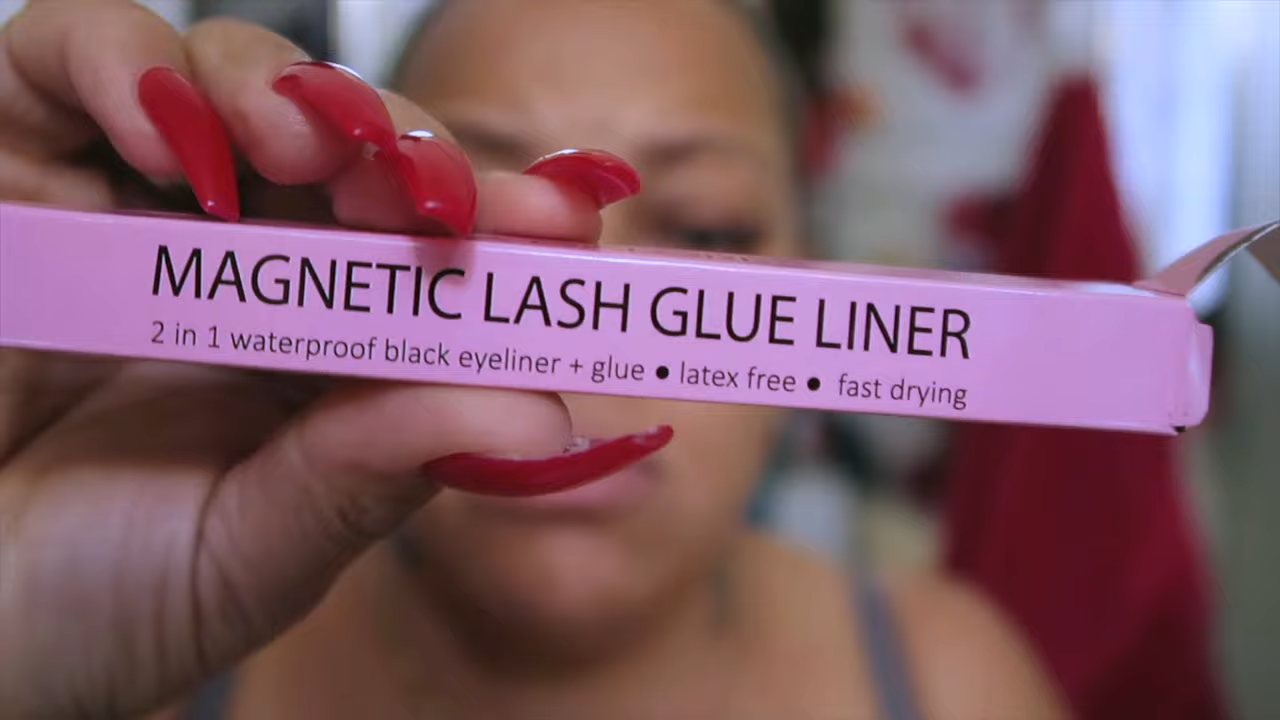 MAGNETIC LASH GLUE LINER
2 in 1 waterproof black eyeliner + glue ● latex free ● fast drying